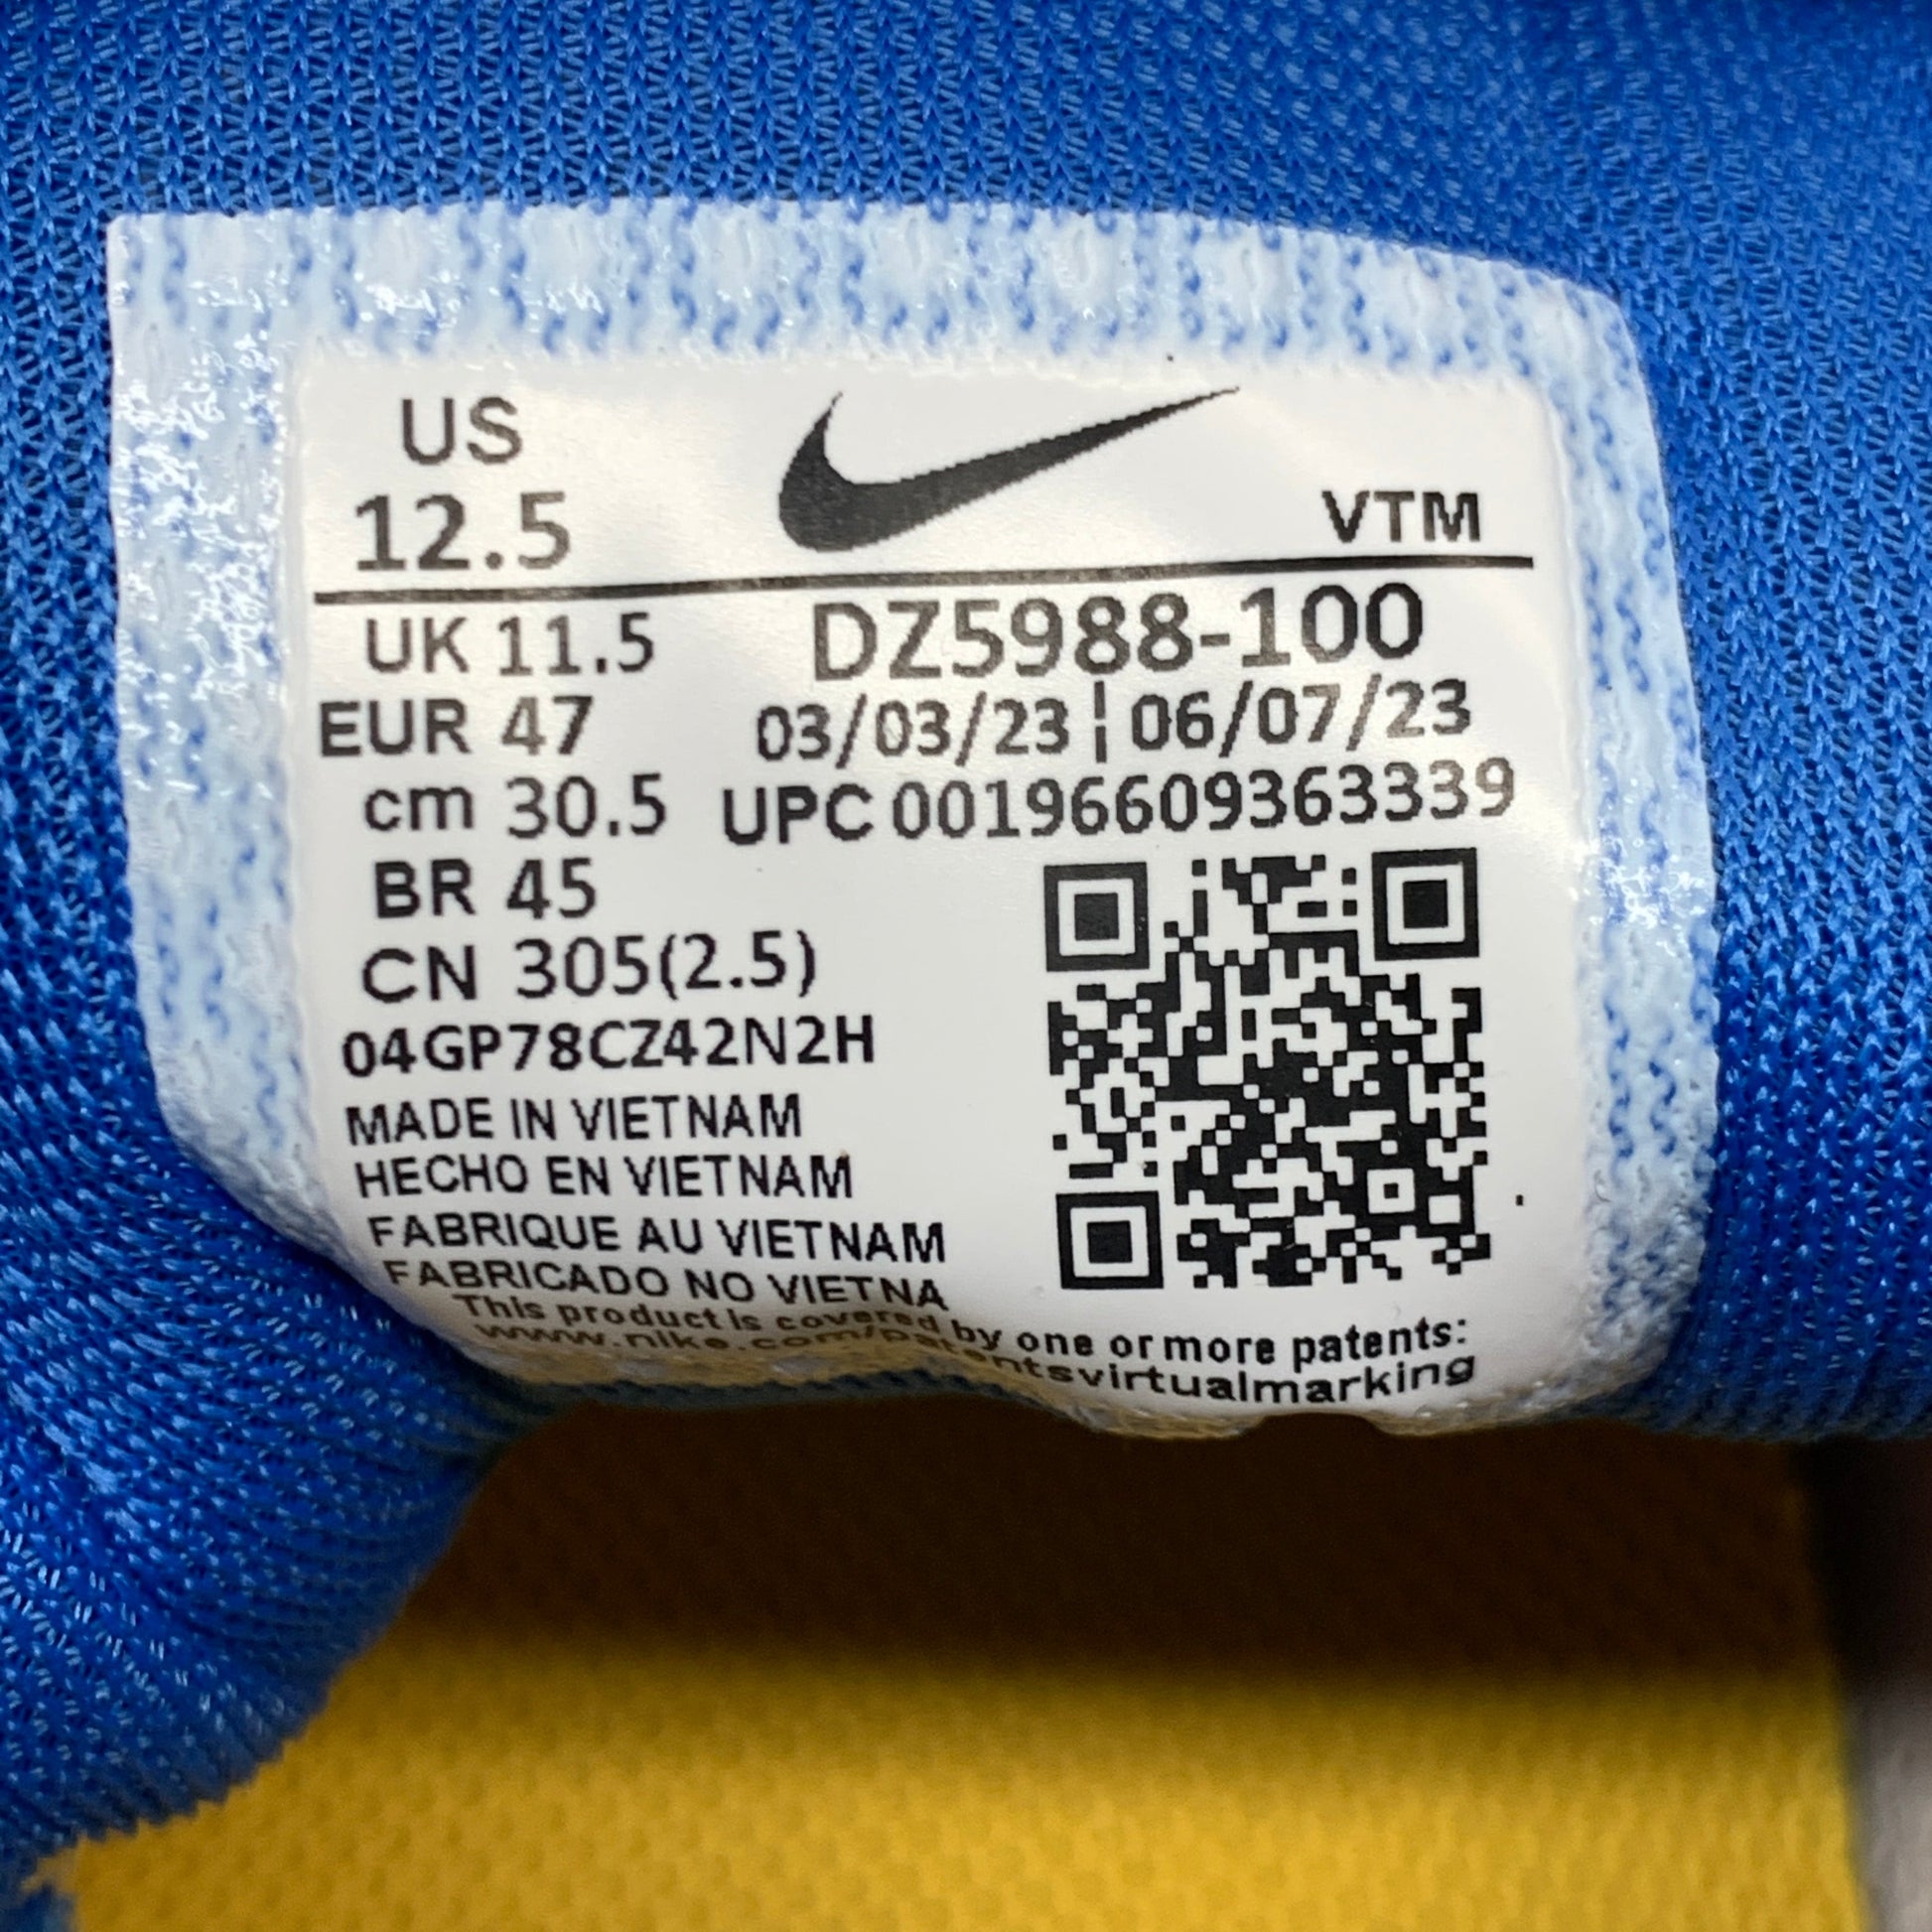 US
12.5
VTM
UK 11.5
DZ5988-100
EUR 47
03/03/23 ¦ 06/07/23
cm 30.5
UPC 00196609363339
BR 45
CN 305(2.5)
04GP78CZ42N2H
MADE IN VIETNAM
HECHO EN VIETNAM
FABRIQUE AU VIETNAM
FABRICADO NO VIETNA
This product is covered by one or more patents:
www.nike.com/patentsvirtualmarking